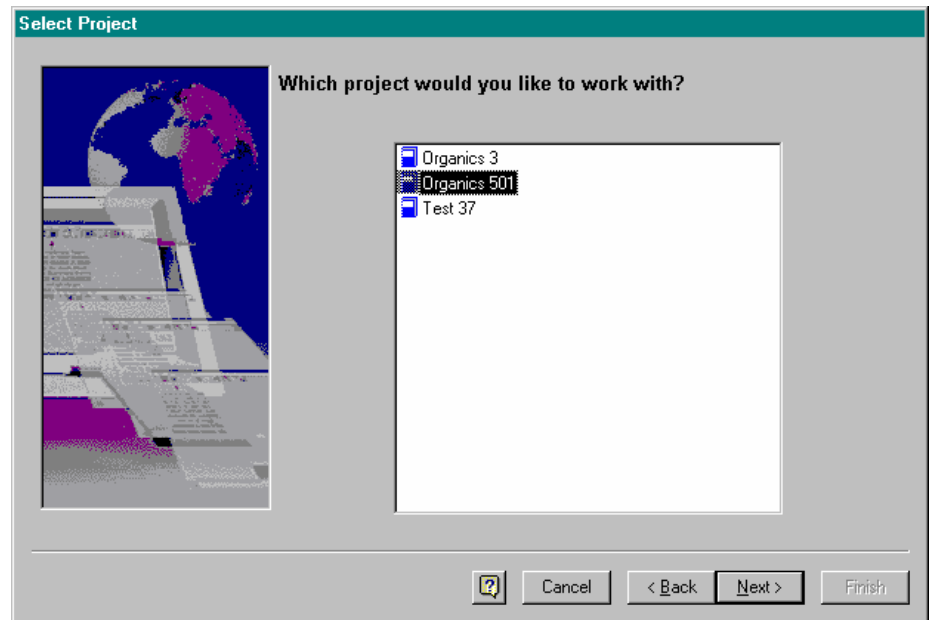 Select Project
Which project would you like to work with?
Organics 3
Organics 501
Test 37
? Cancel < Back Next > Finish